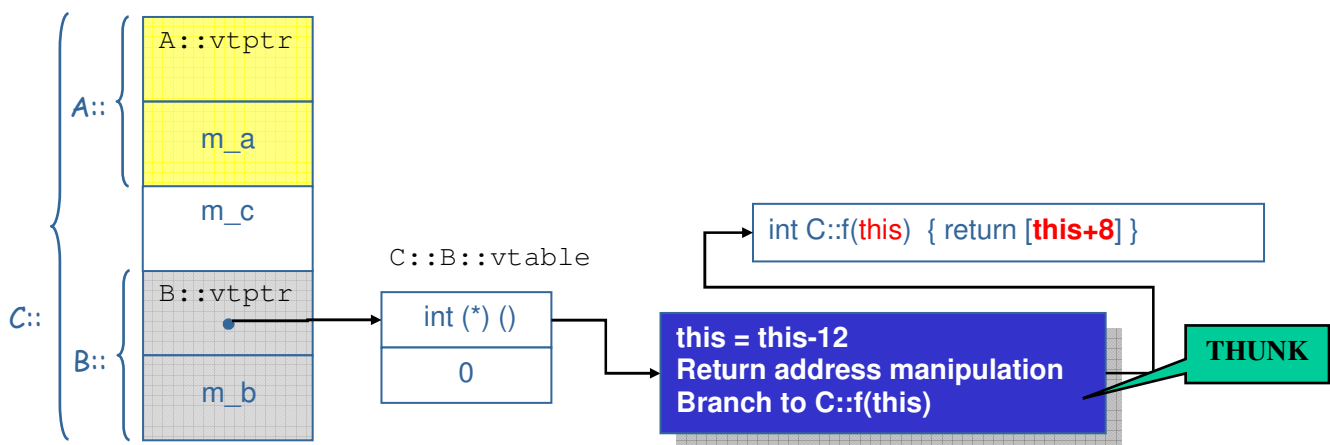 A::vtptr
A::
m_a
m_c
int C::f(this) { return [this+8] }
C::B::vtable
B::vtptr
C::
int (*) ()
this = this-12
Return address manipulation
Branch to C::f(this)
THUNK
B::
0
m_b